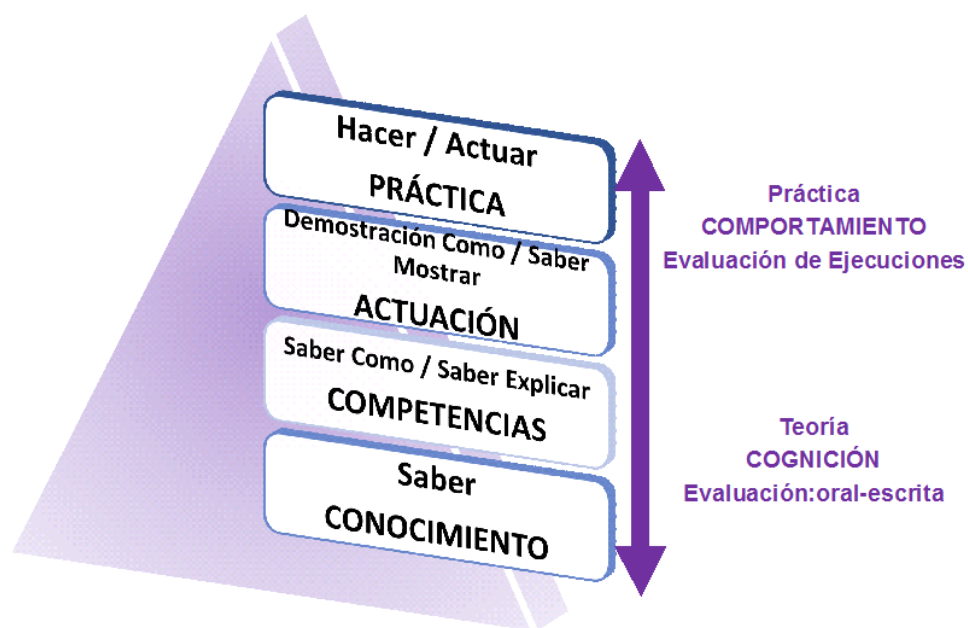 Hacer / Actuar
PRÁCTICA
Demostración Como / Saber
Mostrar
ACTUACIÓN
Saber Como / Saber Explicar
COMPETENCIAS
Saber
CONOCIMIENTO
Práctica
COMPORTAMIENTO
Evaluación de Ejecuciones
Teoría
COGNICIÓN
Evaluación:oral-escrita